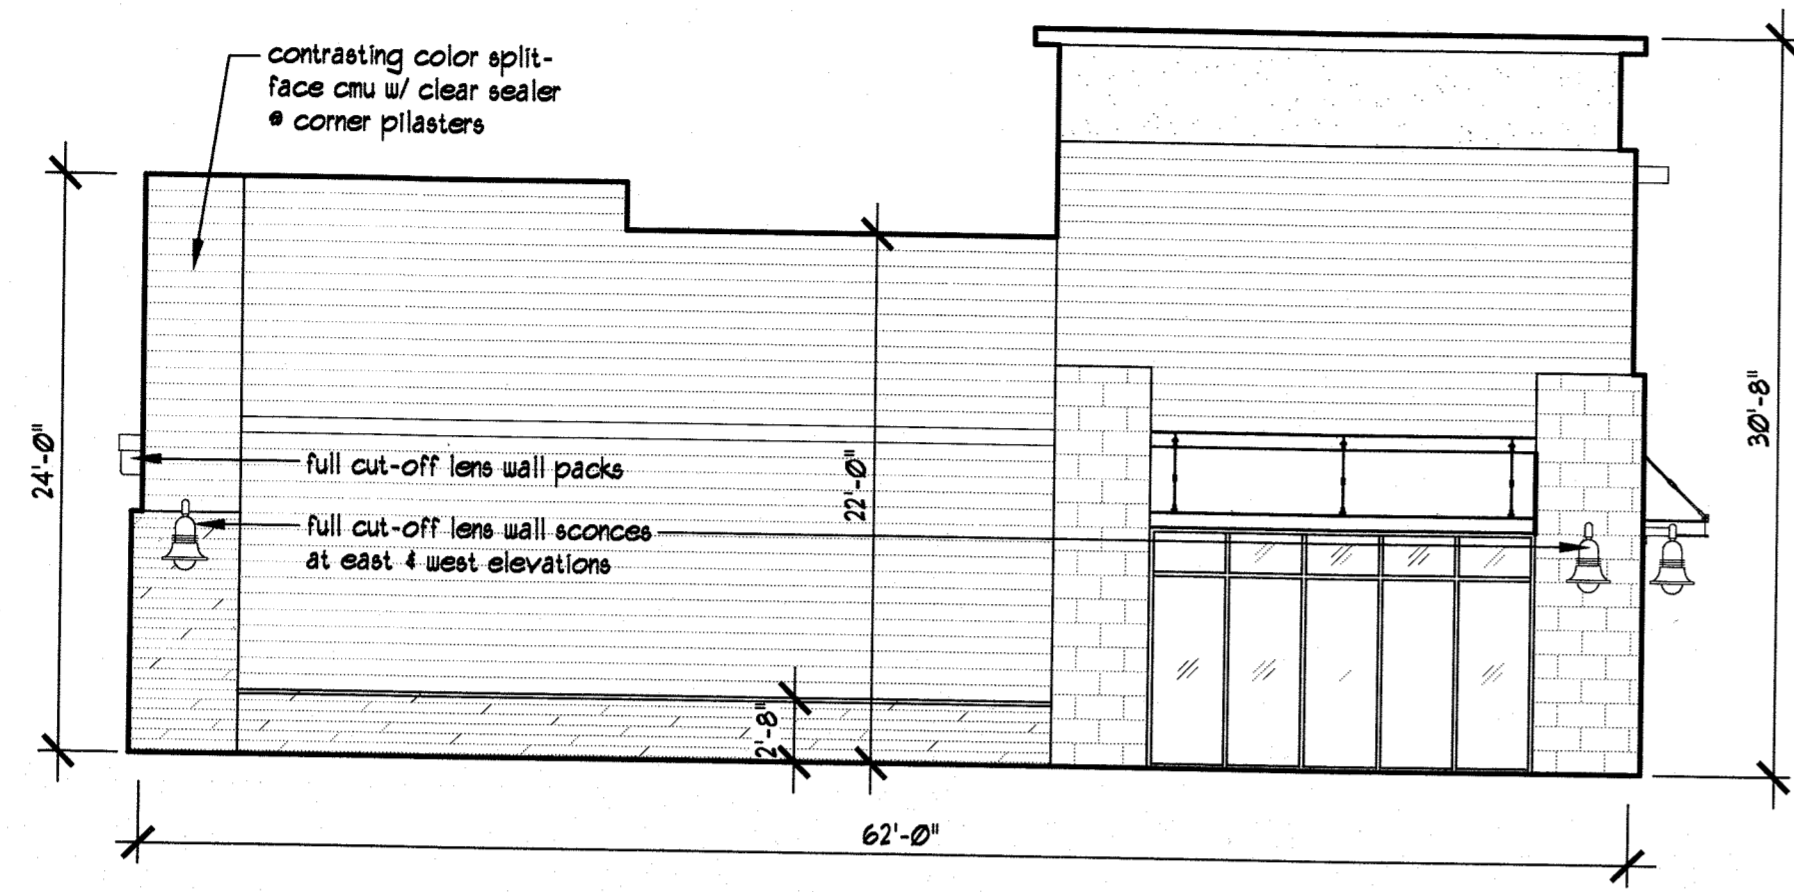 contrasting color split-
face cmu w/ clear sealer
@ corner pilasters
24'-0"
full cut-off lens wall packs
full cut-off lens wall sconces
at east & west elevations
22'-0"
2'-8"
30'-8"
62'-0"